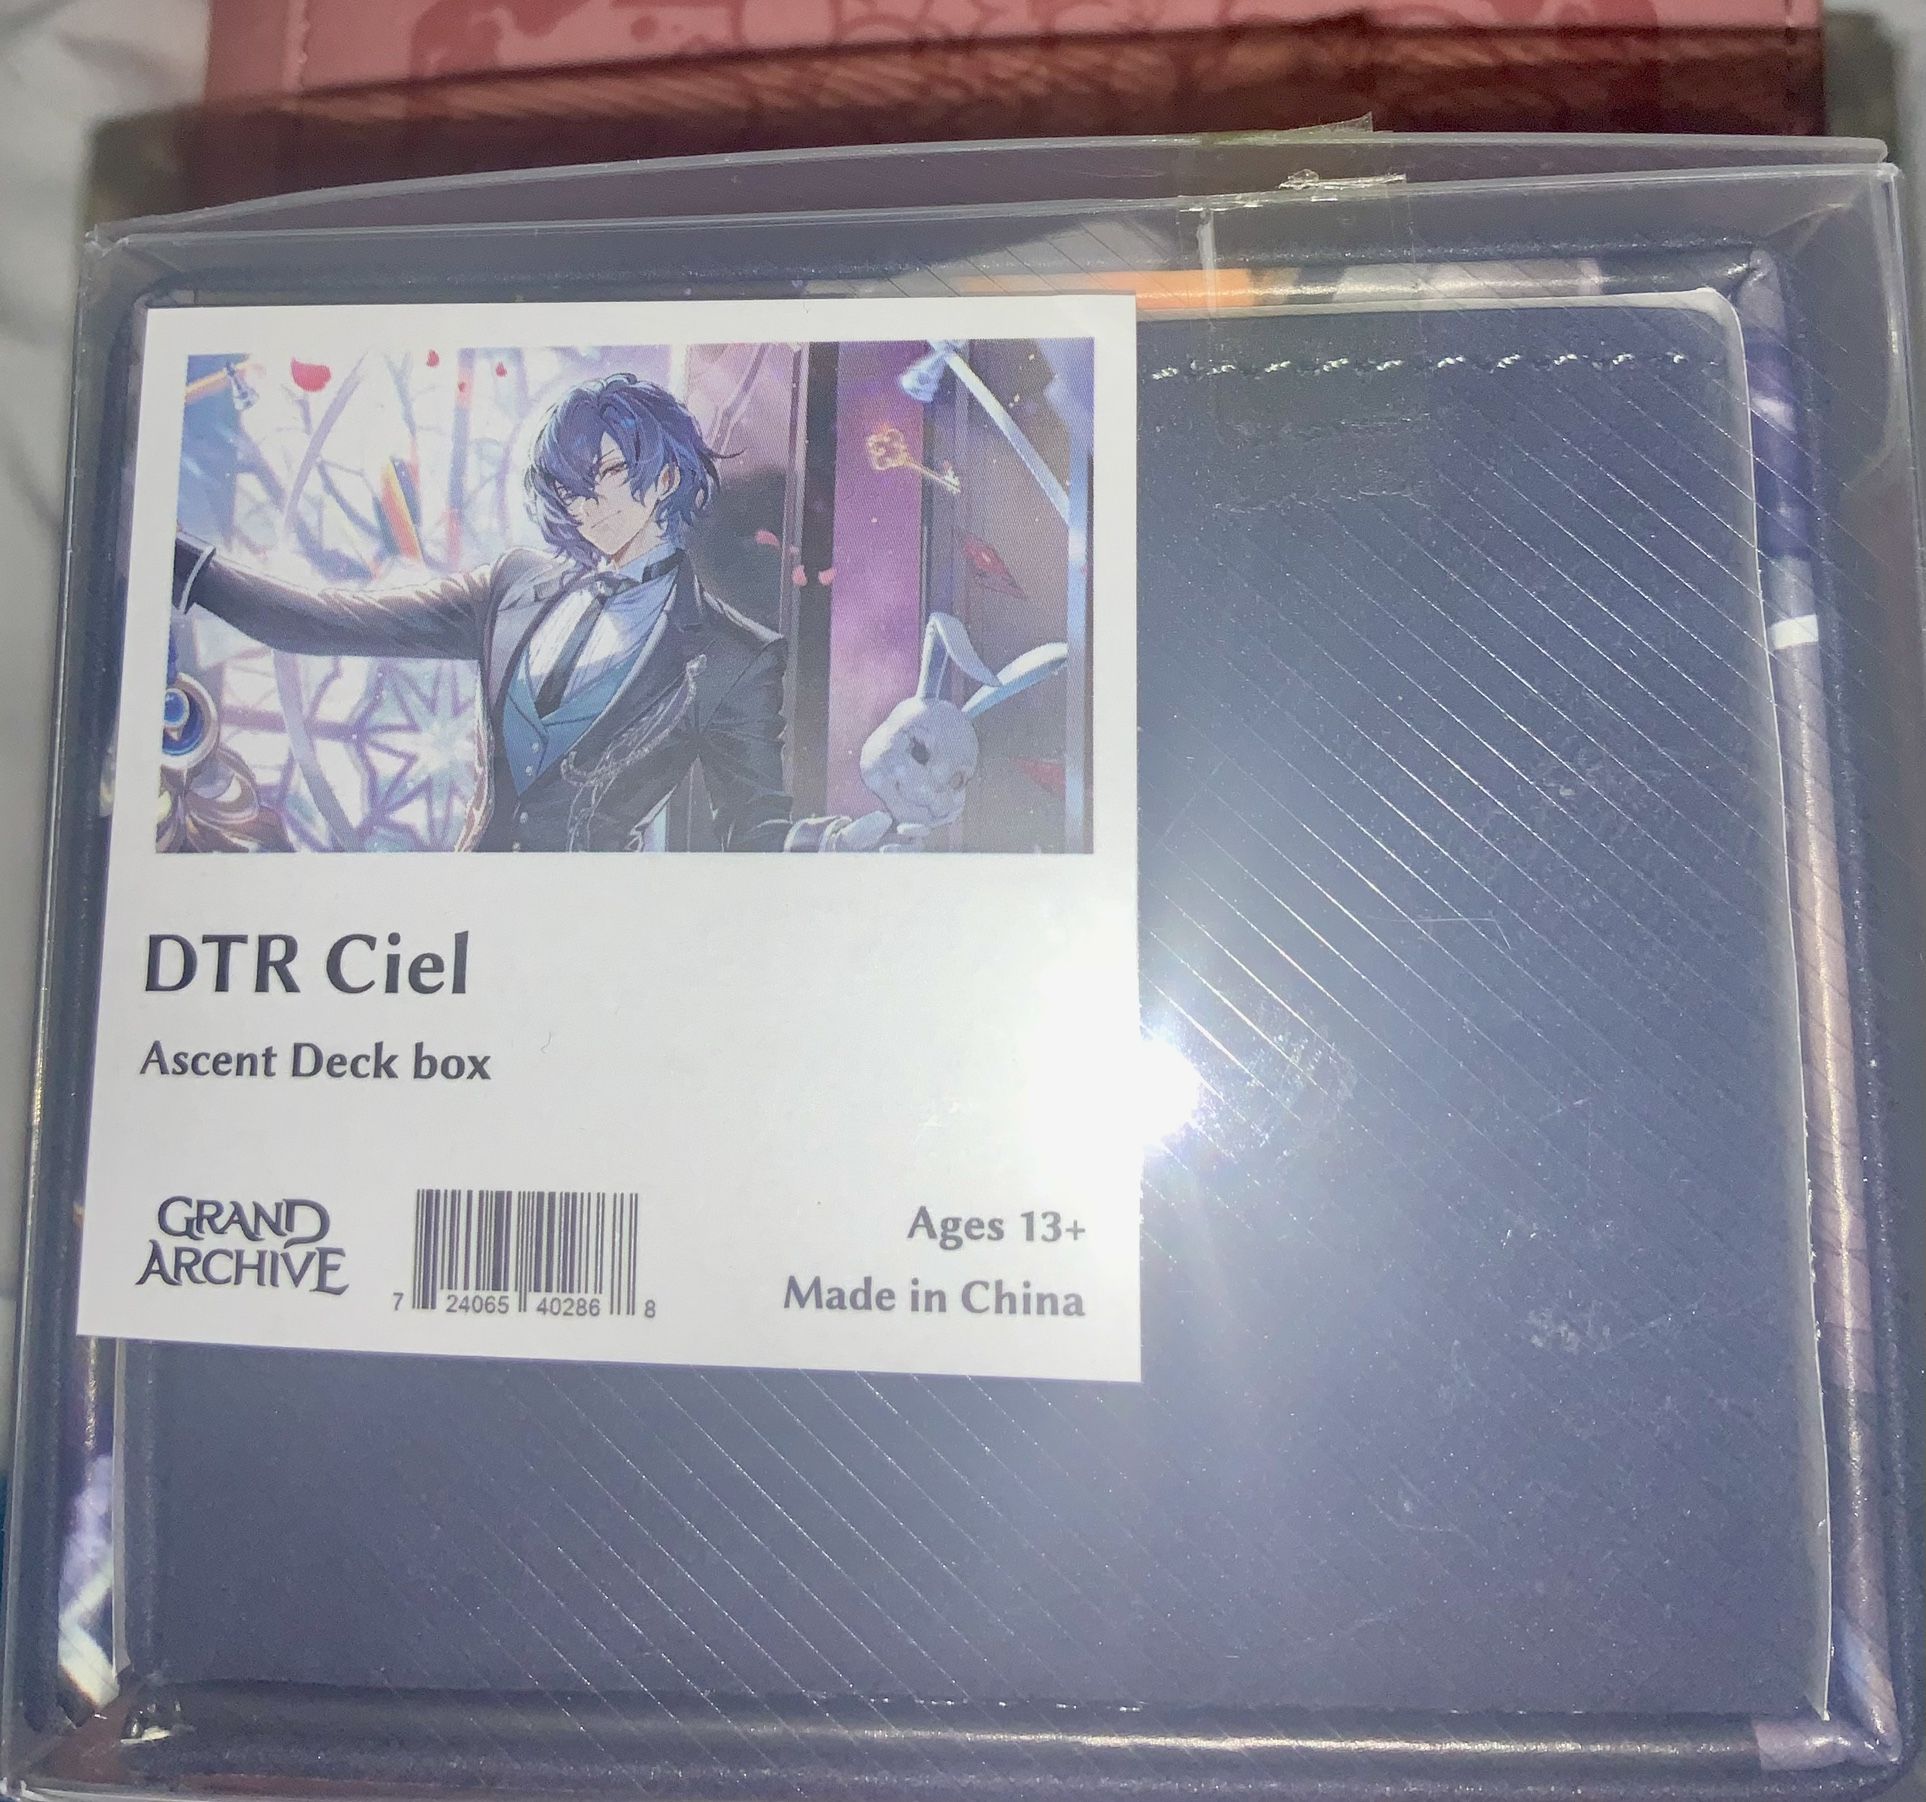 DTR Ciel
Ascent Deck box
GRAND
ARCHIVE
7 24065 40286 8
Ages 13+
Made in China